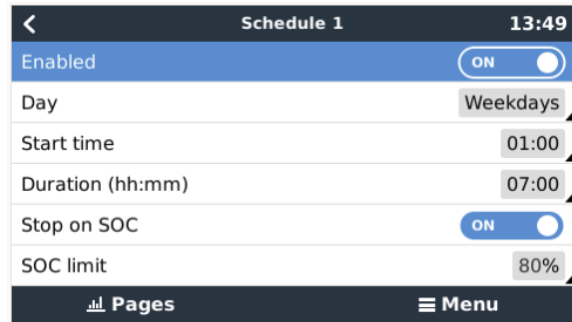 Schedule 1 13:49
Enabled ON
Day Weekdays
Start time 01:00
Duration (hh:mm) 07:00
Stop on SOC ON
SOC limit 80%
Pages Menu